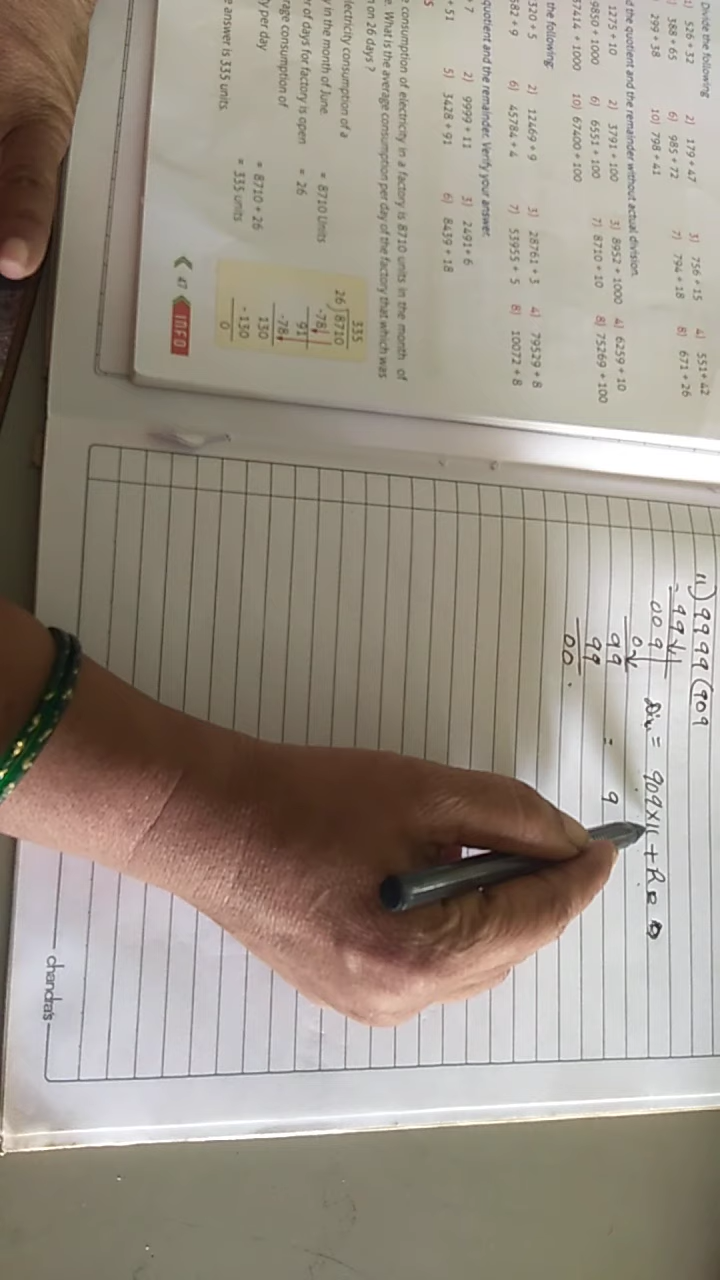 Divide the following
1) 526 ÷ 32 2) 179 ÷ 47 3) 756 ÷ 15 4) 551 ÷ 42
388 ÷ 65 6) 985 ÷ 72 7) 794 ÷ 18 8) 671 ÷ 26
299 ÷ 38 10) 798 ÷ 41
d the quotient and the remainder without actual division.
1275 ÷ 10 2) 3791 ÷ 100 3) 8952 ÷ 1000 4) 6259 ÷ 10
9850 ÷ 1000 6) 6551 ÷ 100 7) 8710 ÷ 10 8) 75269 ÷ 100
67414 ÷ 1000 10) 67400 ÷ 100
the following:
320 ÷ 5 2) 12469 ÷ 9 3) 28761 ÷ 3 4) 79529 ÷ 8
682 ÷ 9 6) 45784 ÷ 4 7) 53955 ÷ 5 8) 10072 ÷ 8
quotient and the remainder. Verify your answer.
÷ 7 2) 9999 ÷ 11 3) 2491 ÷ 6
÷ 51 5) 3428 ÷ 91 6) 8439 ÷ 18
S
consumption of electricity in a factory is 8710 units in the month of
e. What is the average consumption per day of the factory that which was
n on 26 days ?
lectricity consumption of a
y in the month of June = 8710 Units
r of days for factory is open = 26
rage consumption of
y per day = 8710 ÷ 26
= 335 units
e answer is 335 units.
335
26) 8710
-78
91
-78
130
- 130
0
47 INFO
11) 9999 (909
- 99
009
0
99
99
00
= 909 x 11 + R = 0
= 9
chandra's